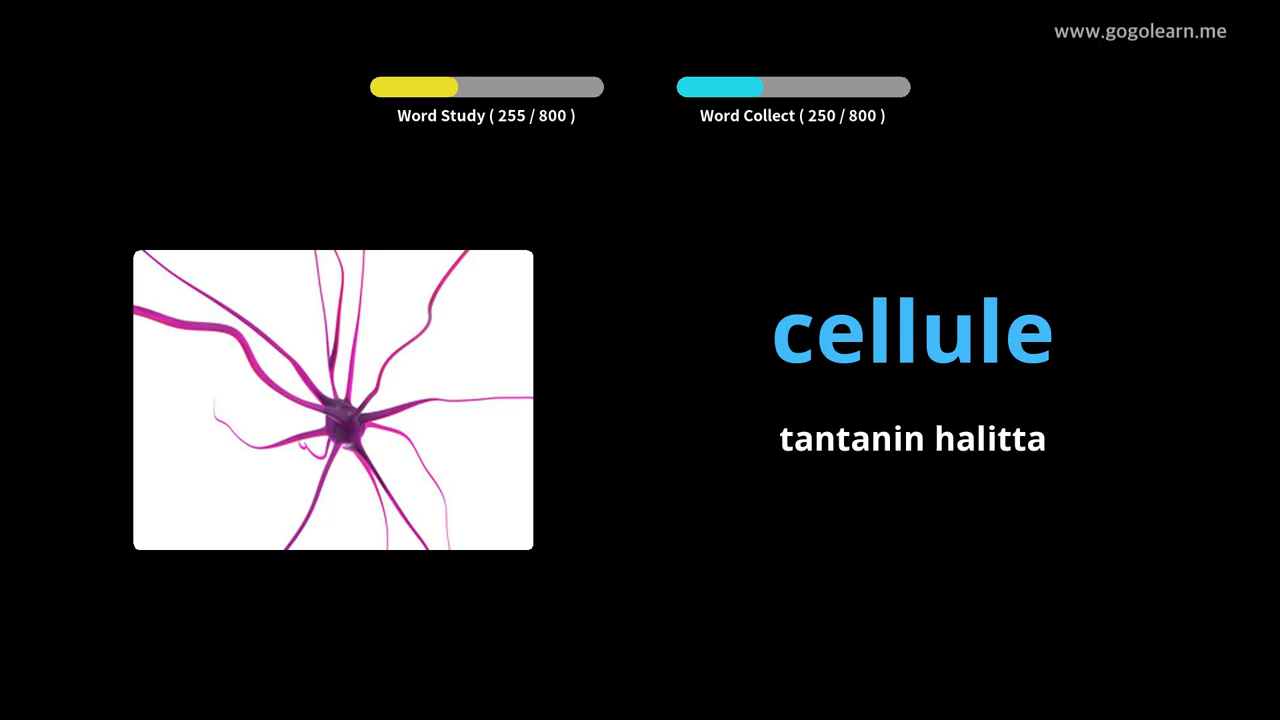 www.gogolearn.me
Word Study ( 255 / 800 )
Word Collect ( 250 / 800 )
cellule
tantanin halitta